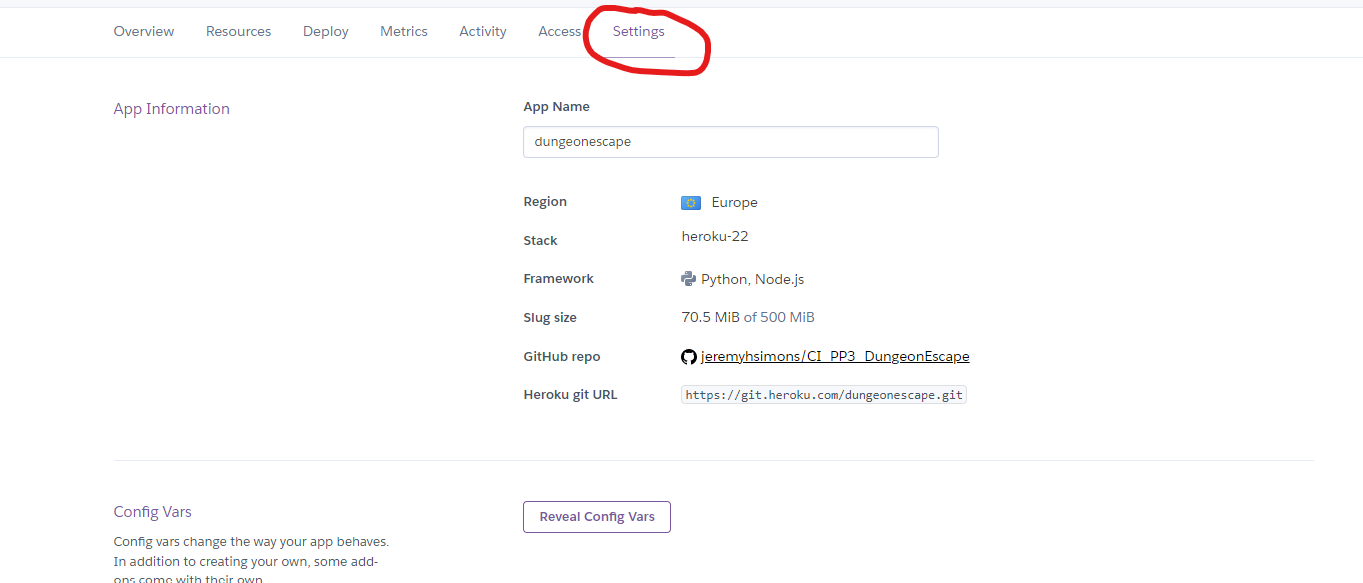 Overview Resources Deploy Metrics Activity Access Settings
App Information
App Name
dungeonescape
Region Europe
Stack heroku-22
Framework Python, Node.js
Slug size 70.5 MiB of 500 MiB
GitHub repo jeremyhsimons/CI_PP3_DungeonEscape
Heroku git URL https://git.heroku.com/dungeonescape.git
Config Vars
Reveal Config Vars
Config vars change the way your app behaves.
In addition to creating your own, some add-
ons come with their own.